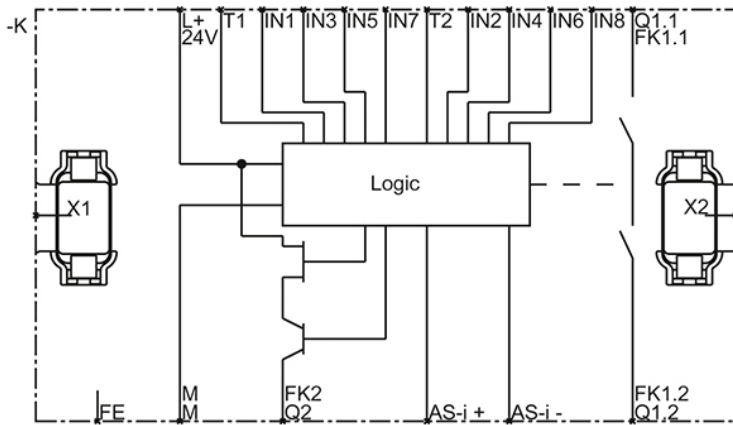 -K
L+ T1 IN1 IN3 IN5 IN7 T2 IN2 IN4 IN6 IN8 Q1.1
24V FK1.1
Logic
X1 X2
M FK2 FK1.2
FE M Q2 AS-i + AS-i - Q1.2